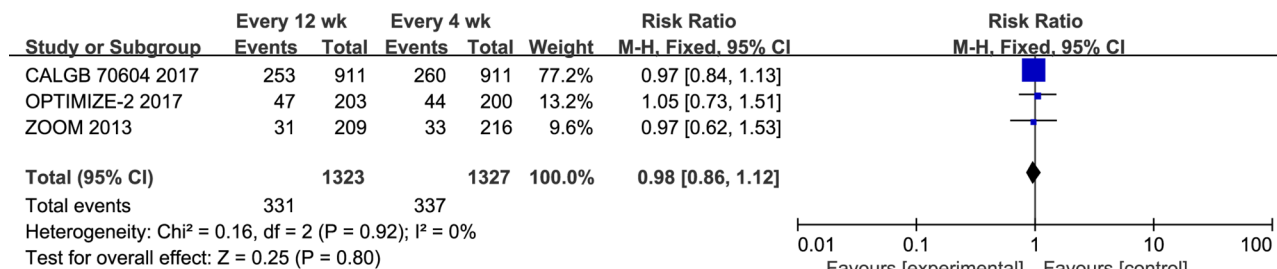 Every 12 wk Every 4 wk Risk Ratio Risk Ratio
Study or Subgroup Events Total Events Total Weight M-H, Fixed, 95% CI M-H, Fixed, 95% CI
CALGB 70604 2017 253 911 260 911 77.2% 0.97 [0.84, 1.13]
OPTIMIZE-2 2017 47 203 44 200 13.2% 1.05 [0.73, 1.51]
ZOOM 2013 31 209 33 216 9.6% 0.97 [0.62, 1.53]
Total (95% CI) 1323 1327 100.0% 0.98 [0.86, 1.12]
Total events 331 337
Heterogeneity: Chi² = 0.16, df = 2 (P = 0.92); I² = 0%
Test for overall effect: Z = 0.25 (P = 0.80)
0.01 0.1 1 10 100
Favours [experimental] Favours [control]